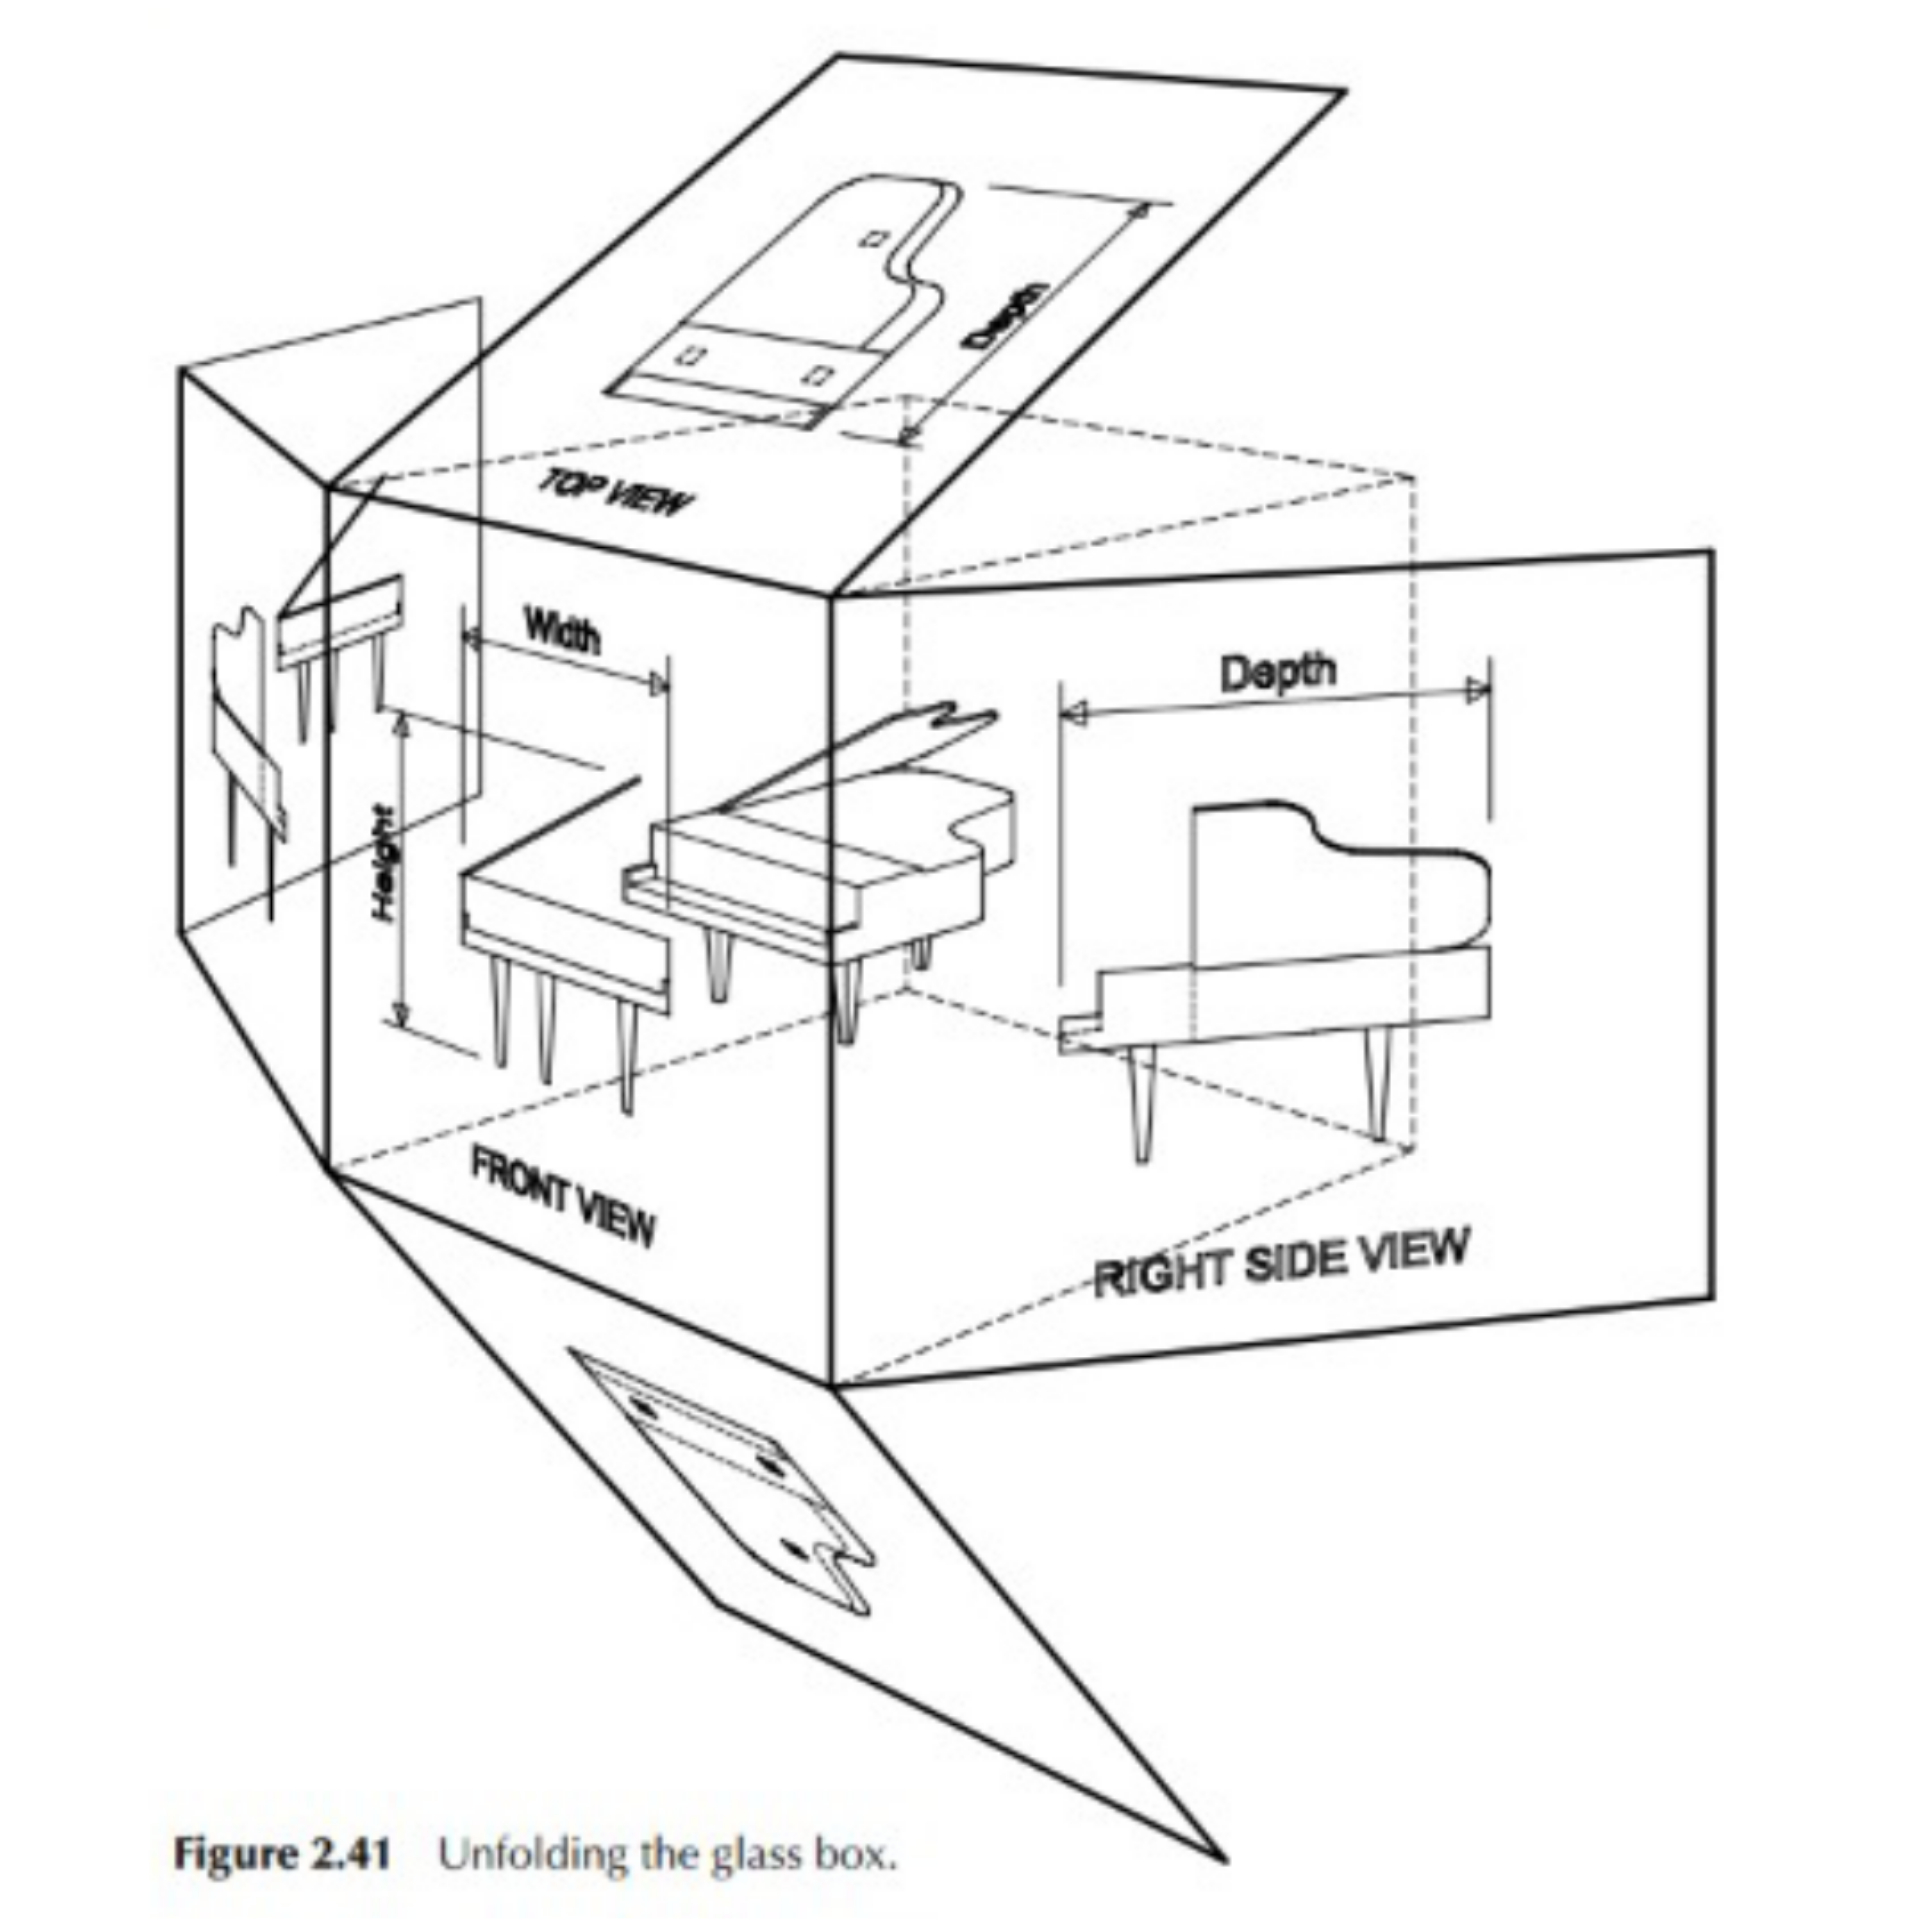 Depth
TOP VIEW
Width
Depth
Height
FRONT VIEW
RIGHT SIDE VIEW
Figure 2.41 Unfolding the glass box.